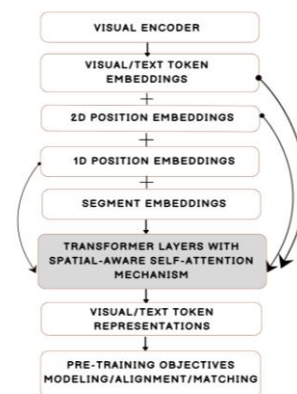 VISUAL ENCODER
VISUAL/TEXT TOKEN
EMBEDDINGS
+
2D POSITION EMBEDDINGS
+
1D POSITION EMBEDDINGS
+
SEGMENT EMBEDDINGS
TRANSFORMER LAYERS WITH
SPATIAL-AWARE SELF-ATTENTION
MECHANISM
VISUAL/TEXT TOKEN
REPRESENTATIONS
PRE-TRAINING OBJECTIVES
MODELING/ALIGNMENT/MATCHING